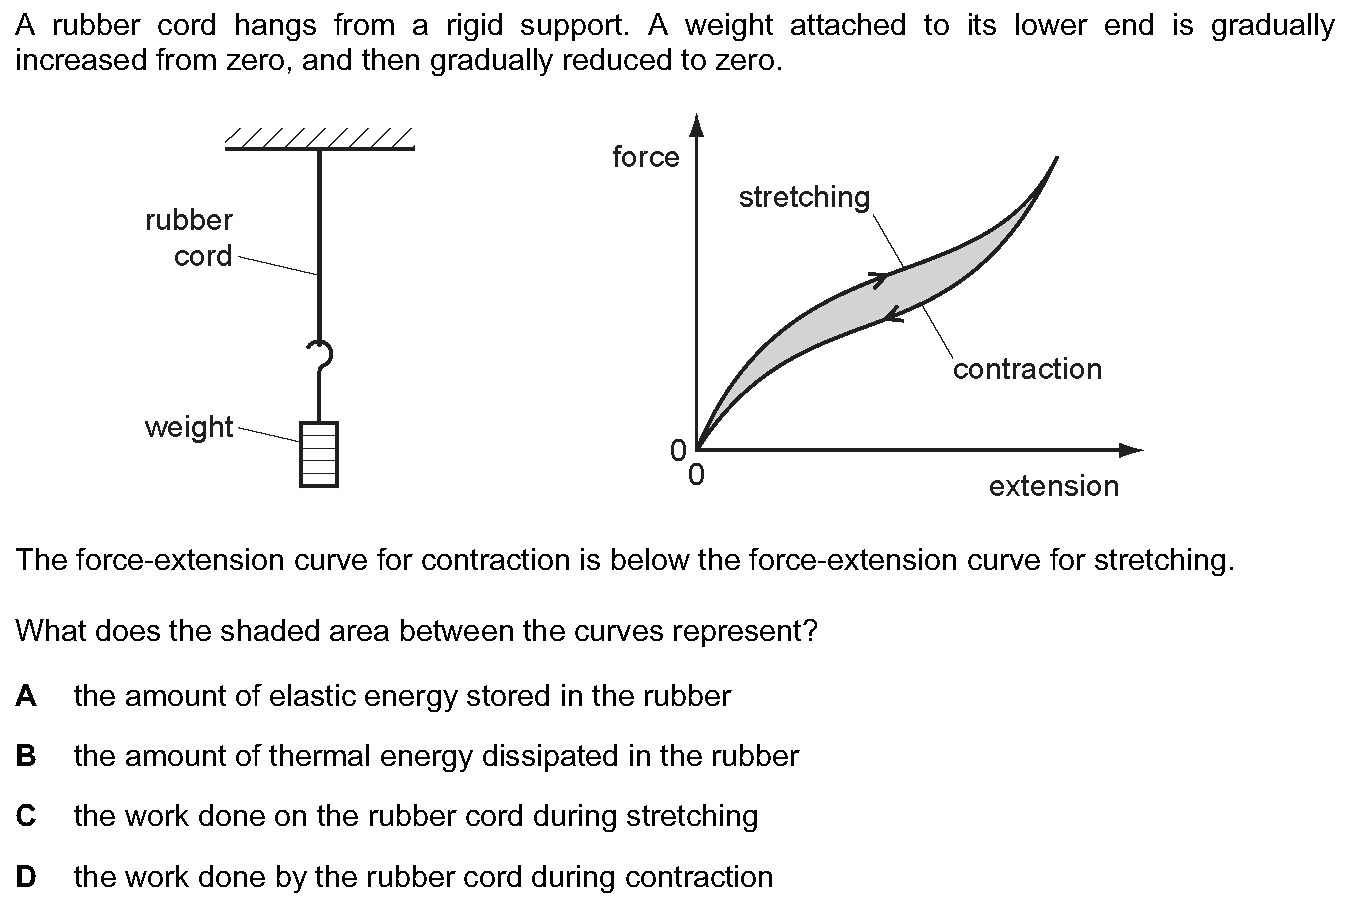 A rubber cord hangs from a rigid support. A weight attached to its lower end is gradually
increased from zero, and then gradually reduced to zero.
rubber
cord
weight
force
stretching
contraction
0
0
extension
The force-extension curve for contraction is below the force-extension curve for stretching.
What does the shaded area between the curves represent?
A the amount of elastic energy stored in the rubber
B the amount of thermal energy dissipated in the rubber
C the work done on the rubber cord during stretching
D the work done by the rubber cord during contraction